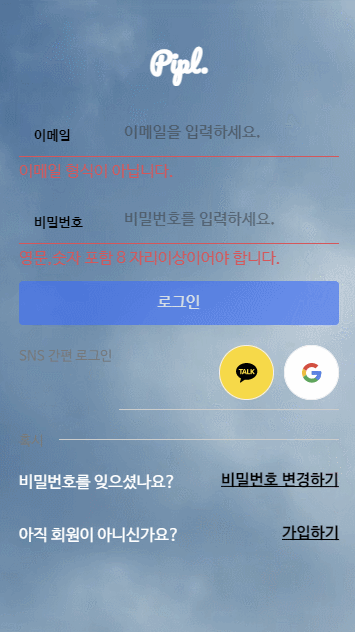 Pipl.
이메일 이메일을 입력하세요.
이메일 형식이 아닙니다.
비밀번호 비밀번호를 입력하세요.
영문,숫자 포함 8자리이상이어야 합니다.
로그인
SNS 간편 로그인
TALK
G
비밀번호를 잊으셨나요? 비밀번호 변경하기
아직 회원이 아니신가요? 가입하기